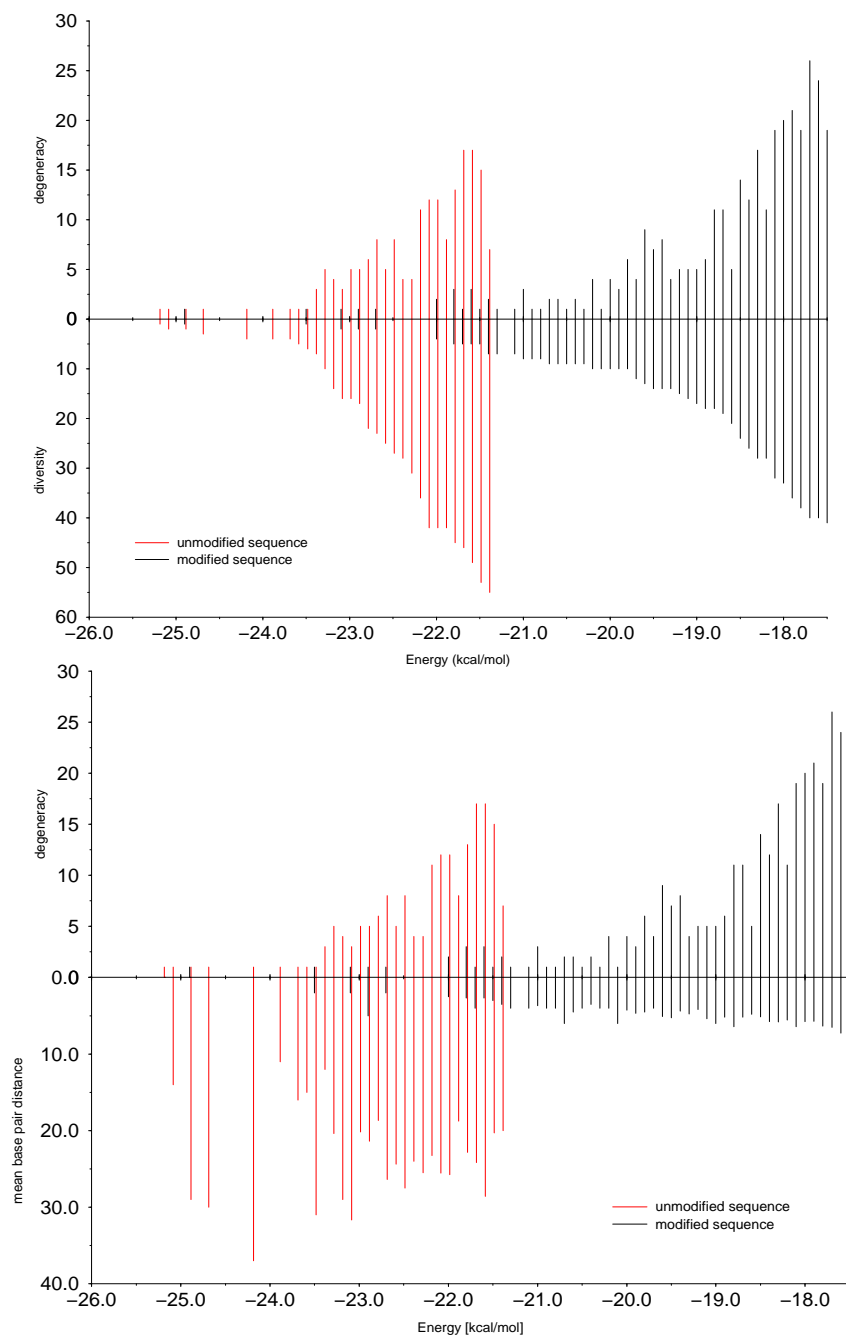 30
25
20
15
10
5
0
10
20
30
40
50
60
degeneracy
diversity
unmodified sequence
modified sequence
−26.0 −25.0 −24.0 −23.0 −22.0 −21.0 −20.0 −19.0 −18.0
Energy (kcal/mol)
30
25
20
15
10
5
0.0
10.0
20.0
30.0
40.0
degeneracy
mean base pair distance
unmodified sequence
modified sequence
−26.0 −25.0 −24.0 −23.0 −22.0 −21.0 −20.0 −19.0 −18.0
Energy [kcal/mol]